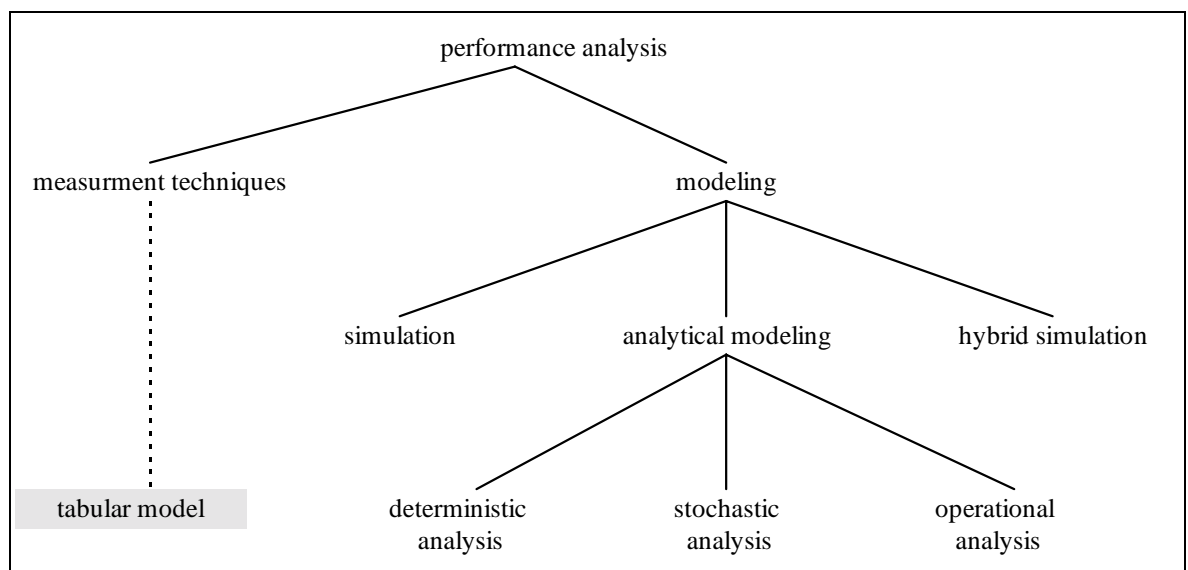 performance analysis
measurment techniques
modeling
simulation
analytical modeling
hybrid simulation
tabular model
deterministic
analysis
stochastic
analysis
operational
analysis